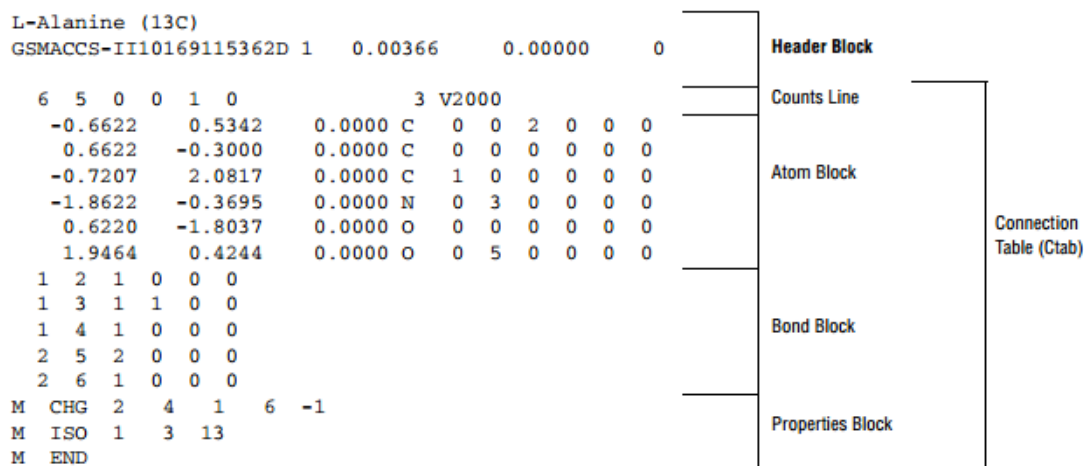 L-Alanine (13C)
GSMACCS-II10169115362D 1   0.00366     0.00000     0
Header Block
  6  5  0  0  1  0              3 V2000
Counts Line
   -0.6622    0.5342    0.0000 C   0  0  2  0  0  0
    0.6622   -0.3000    0.0000 C   0  0  0  0  0  0
   -0.7207    2.0817    0.0000 C   1  0  0  0  0  0
Atom Block
   -1.8622   -0.3695    0.0000 N   0  3  0  0  0  0
    0.6220   -1.8037    0.0000 O   0  0  0  0  0  0
    1.9464    0.4244    0.0000 O   0  5  0  0  0  0
Connection
Table (Ctab)
  1  2  1  0  0  0
  1  3  1  1  0  0
  1  4  1  0  0  0
Bond Block
  2  5  2  0  0  0
  2  6  1  0  0  0
M  CHG  2   4   1   6  -1
M  ISO  1   3  13
Properties Block
M  END